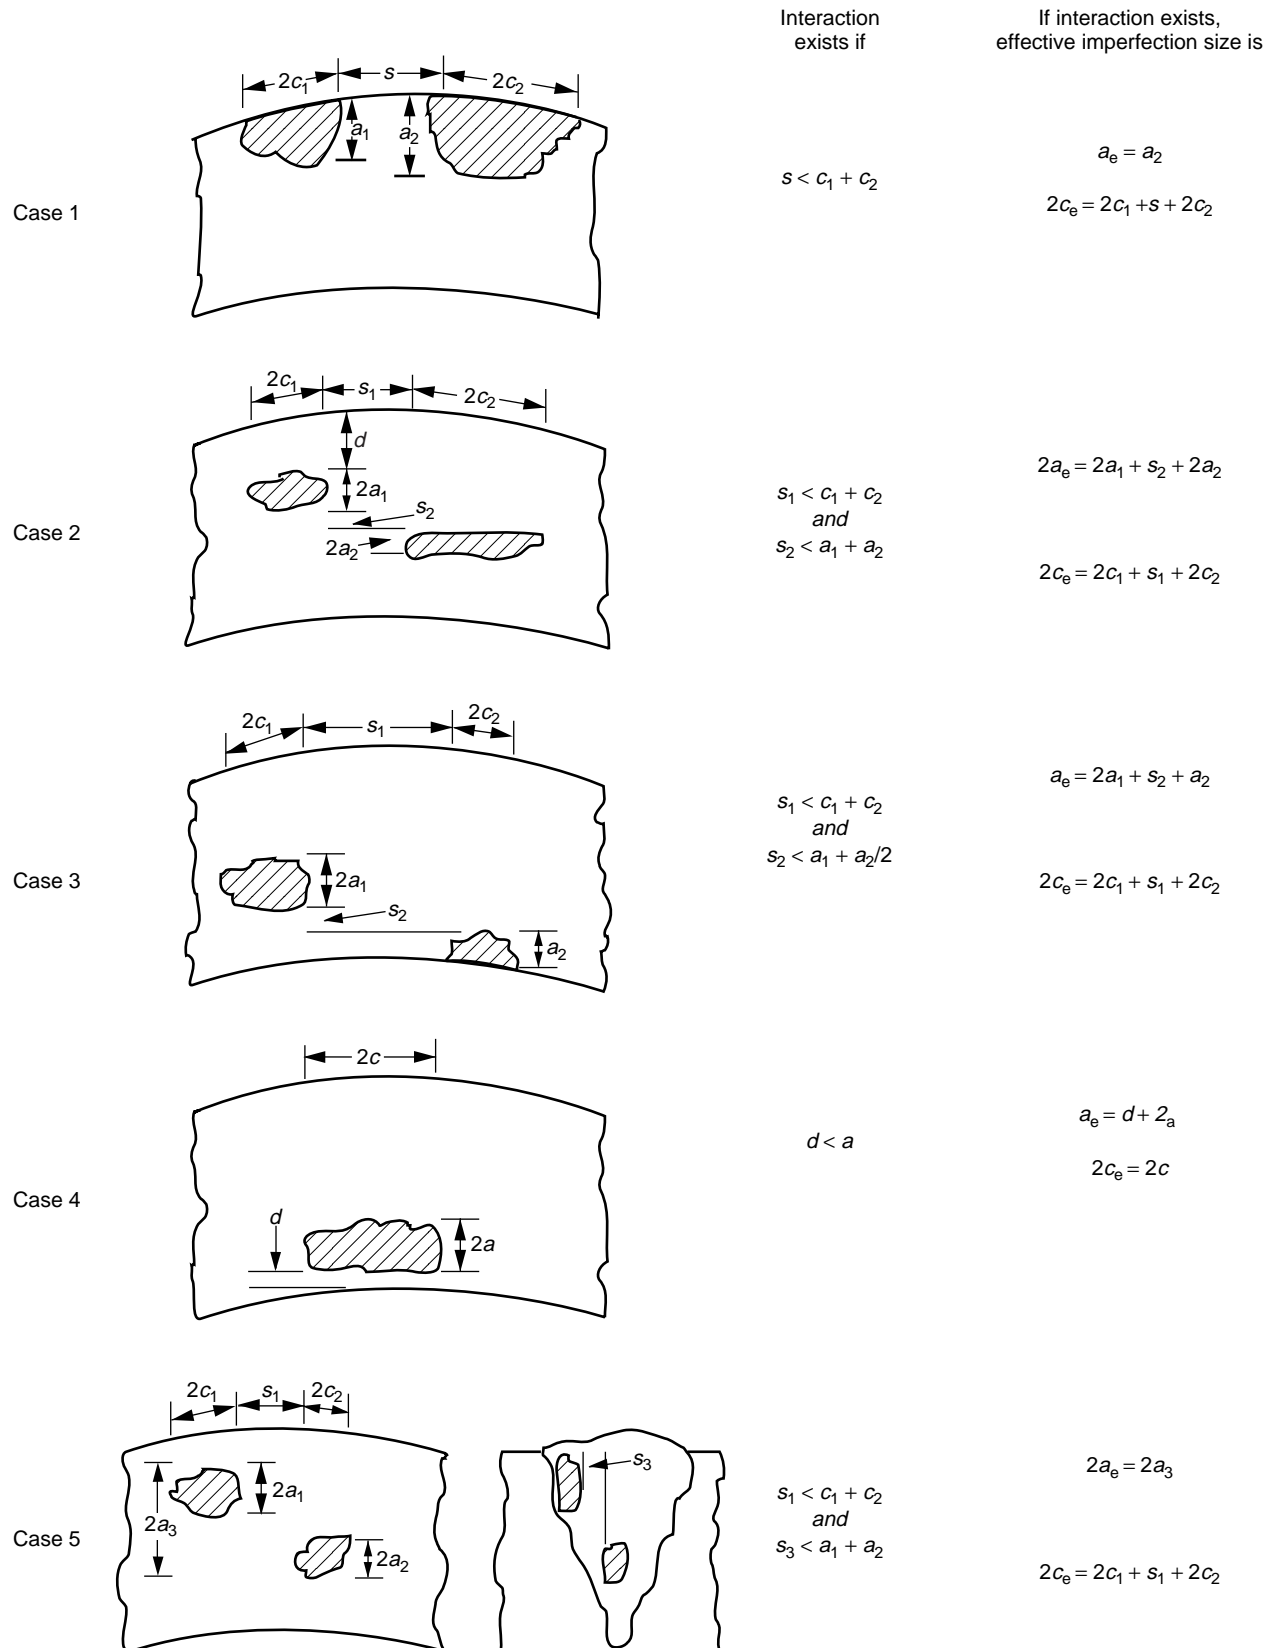 Interaction
exists if
If interaction exists,
effective imperfection size is
Case 1
2c₁
s
2c₂
a₁
a₂
s < c₁ + c₂
aₑ = a₂
2cₑ = 2c₁ +s + 2c₂
Case 2
2c₁
s₁
2c₂
d
2a₁
s₂
2a₂
s₁ < c₁ + c₂
and
s₂ < a₁ + a₂
2aₑ = 2a₁ + s₂ + 2a₂
2cₑ = 2c₁ + s₁ + 2c₂
Case 3
2c₁
s₁
2c₂
2a₁
s₂
a₂
s₁ < c₁ + c₂
and
s₂ < a₁ + a₂/2
aₑ = 2a₁ + s₂ + a₂
2cₑ = 2c₁ + s₁ + 2c₂
Case 4
2c
d
2a
d < a
aₑ = d + 2ₐ
2cₑ = 2c
Case 5
2c₁
s₁
2c₂
2a₁
2a₃
2a₂
s₃
s₁ < c₁ + c₂
and
s₃ < a₁ + a₂
2aₑ = 2a₃
2cₑ = 2c₁ + s₁ + 2c₂